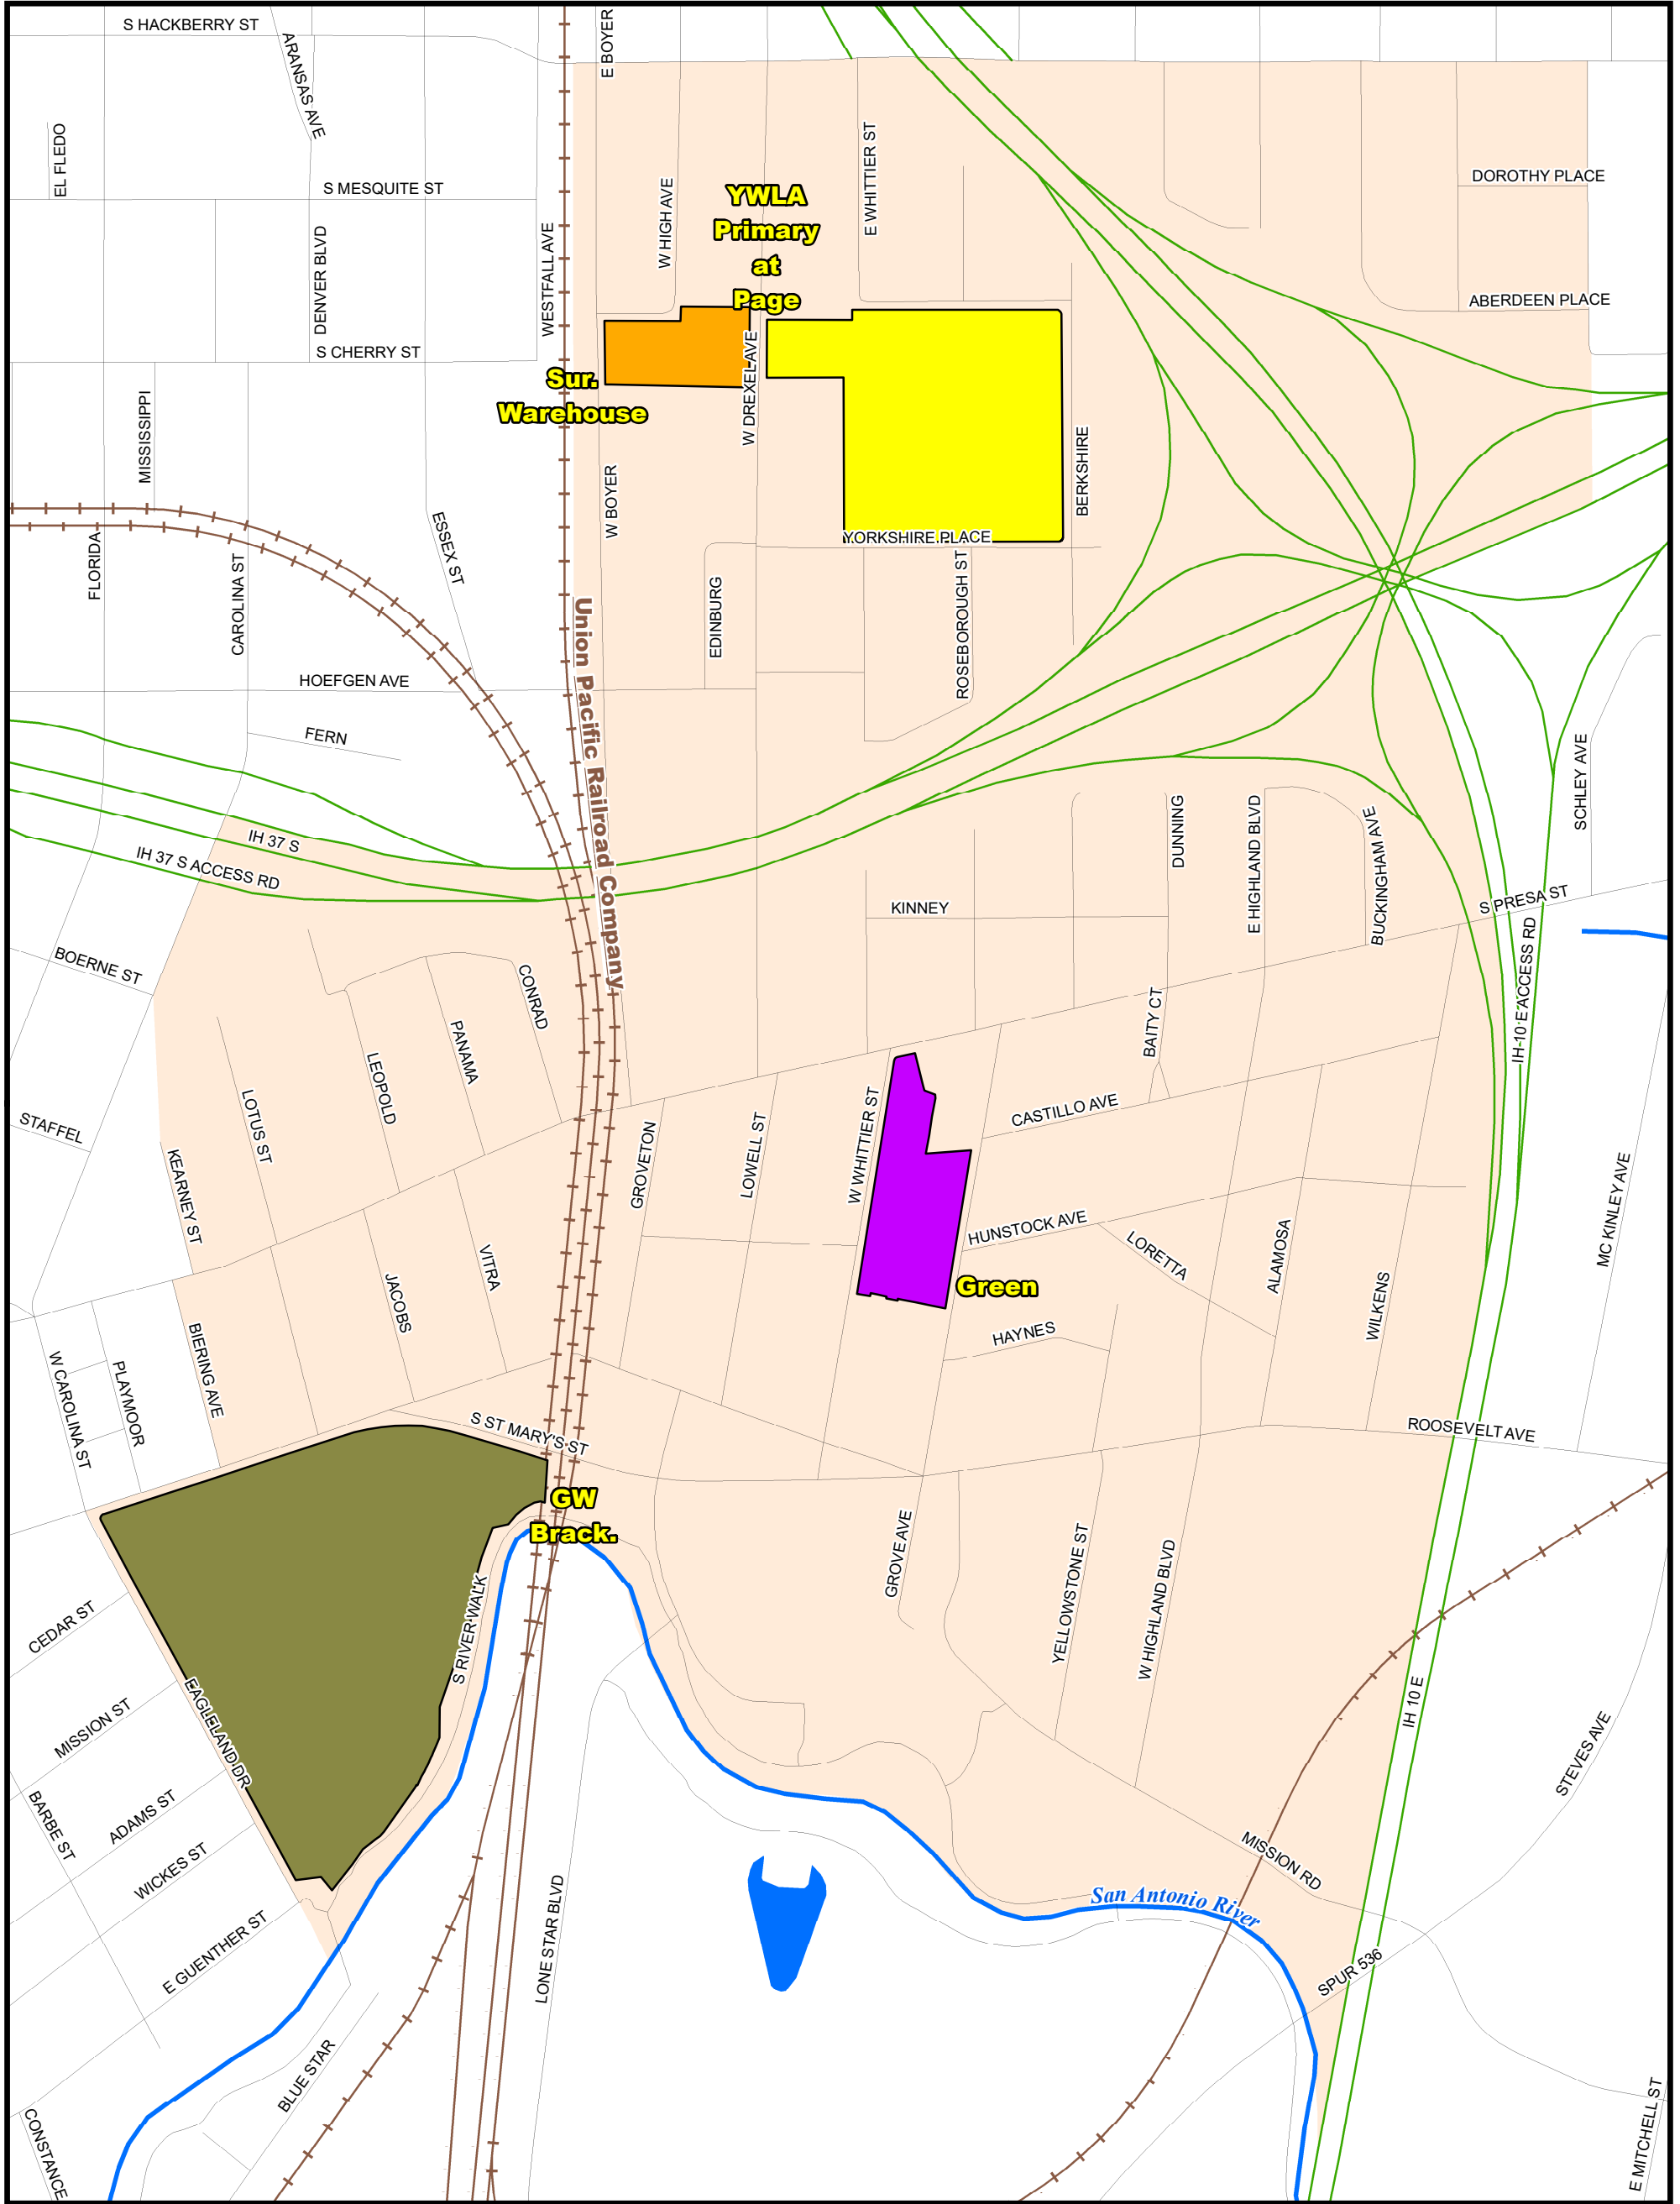 S HACKBERRY ST
ARANSAS AVE
E BOYER
EL FLEDO
S MESQUITE ST
W HIGH AVE
YWLA
Primary
at
Page
E WHITTIER ST
DOROTHY PLACE
DENVER BLVD
WESTFALL AVE
ABERDEEN PLACE
S CHERRY ST
Sur.
Warehouse
W DREXEL AVE
MISSISSIPPI
W BOYER
BERKSHIRE
YORKSHIRE PLACE
FLORIDA
CAROLINA ST
ESSEX ST
EDINBURG
ROSEBOROUGH ST
Union Pacific Railroad Company
HOEFGEN AVE
FERN
SCHLEY AVE
IH 37 S
IH 37 S ACCESS RD
DUNNING
E HIGHLAND BLVD
BUCKINGHAM AVE
KINNEY
S PRESA ST
BOERNE ST
CONRAD
PANAMA
LEOPOLD
LOTUS ST
BAITY CT
IH 10 E ACCESS RD
STAFFEL
KEARNEY ST
GROVETON
LOWELL ST
W WHITTIER ST
CASTILLO AVE
MC KINLEY AVE
HUNSTOCK AVE
LORETTA
ALAMOSA
VITRA
JACOBS
Green
WILKENS
HAYNES
BIERING AVE
PLAYMOOR
W CAROLINA ST
S ST MARY'S ST
ROOSEVELT AVE
GW
Brack.
GROVE AVE
YELLOWSTONE ST
W HIGHLAND BLVD
S RIVER WALK
CEDAR ST
EAGLELAND DR
MISSION ST
IH 10 E
STEVES AVE
BARBE ST
ADAMS ST
WICKES ST
MISSION RD
LONE STAR BLVD
San Antonio River
E GUENTHER ST
SPUR 536
BLUE STAR
CONSTANCE
E MITCHELL ST